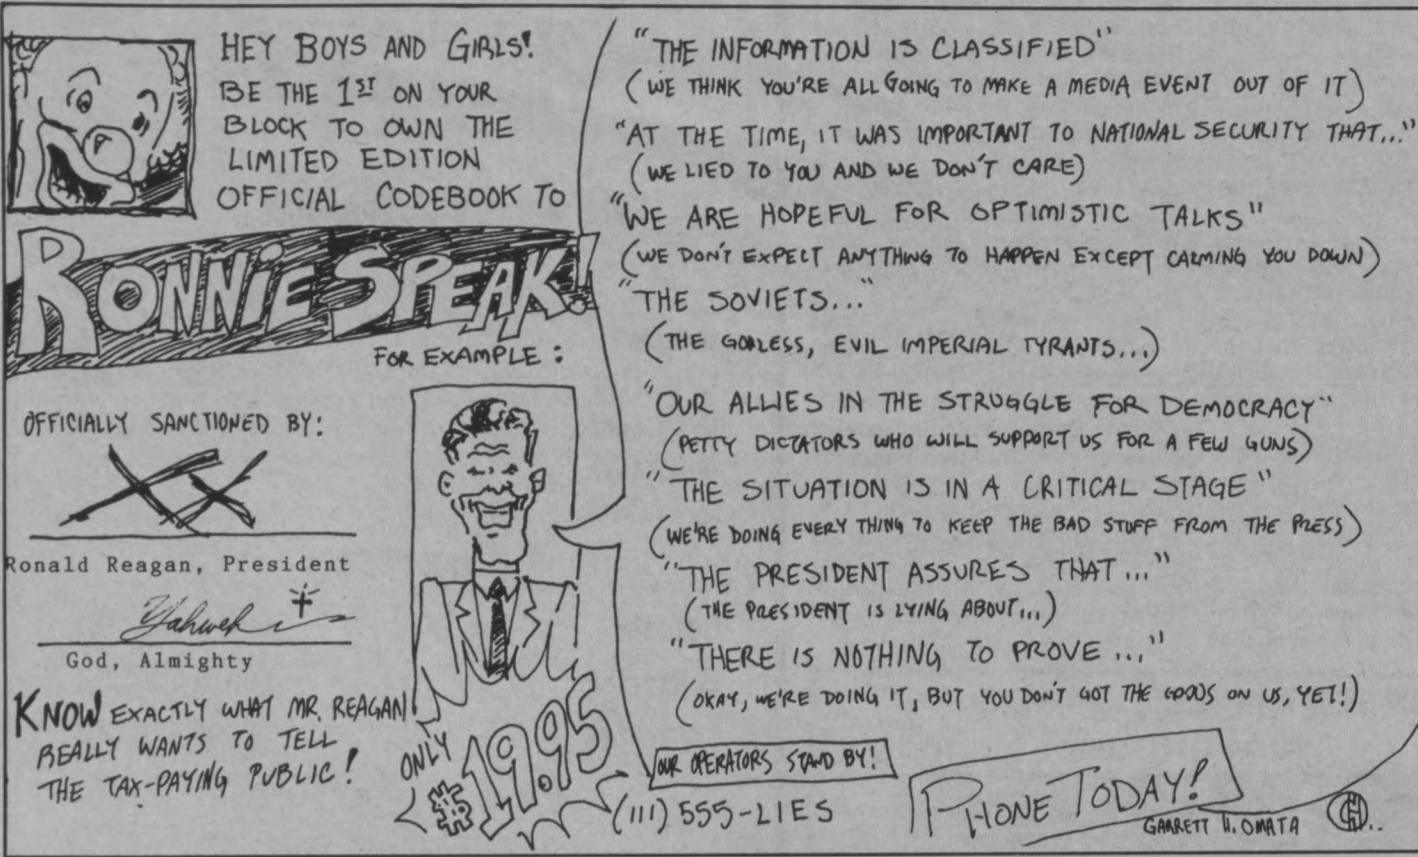 HEY BOYS AND GIRLS!
BE THE 1ST ON YOUR
BLOCK TO OWN THE
LIMITED EDITION
OFFICIAL CODEBOOK TO
RONNIE SPEAK!!
FOR EXAMPLE:
OFFICIALLY SANCTIONED BY:
XX
Ronald Reagan, President
Yahweh
God, Almighty
KNOW EXACTLY WHAT MR. REAGAN
REALLY WANTS TO TELL
THE TAX-PAYING PUBLIC!
ONLY
$19.95
"THE INFORMATION IS CLASSIFIED"
(WE THINK YOU'RE ALL GOING TO MAKE A MEDIA EVENT OUT OF IT)
"AT THE TIME, IT WAS IMPORTANT TO NATIONAL SECURITY THAT..."
(WE LIED TO YOU AND WE DON'T CARE)
"WE ARE HOPEFUL FOR OPTIMISTIC TALKS"
(WE DON'T EXPECT ANYTHING TO HAPPEN EXCEPT CALMING YOU DOWN)
"THE SOVIETS..."
(THE GODLESS, EVIL IMPERIAL TYRANTS...)
"OUR ALLIES IN THE STRUGGLE FOR DEMOCRACY"
(PETTY DICTATORS WHO WILL SUPPORT US FOR A FEW GUNS)
"THE SITUATION IS IN A CRITICAL STAGE"
(WE'RE DOING EVERY THING TO KEEP THE BAD STUFF FROM THE PRESS)
"THE PRESIDENT ASSURES THAT..."
(THE PRESIDENT IS LYING ABOUT...)
"THERE IS NOTHING TO PROVE..."
(OKAY, WE'RE DOING IT, BUT YOU DON'T GOT THE GOODS ON US, YET!)
OUR OPERATORS STAND BY!
(111) 555-LIES
PHONE TODAY!
GARRETT H. OMATA